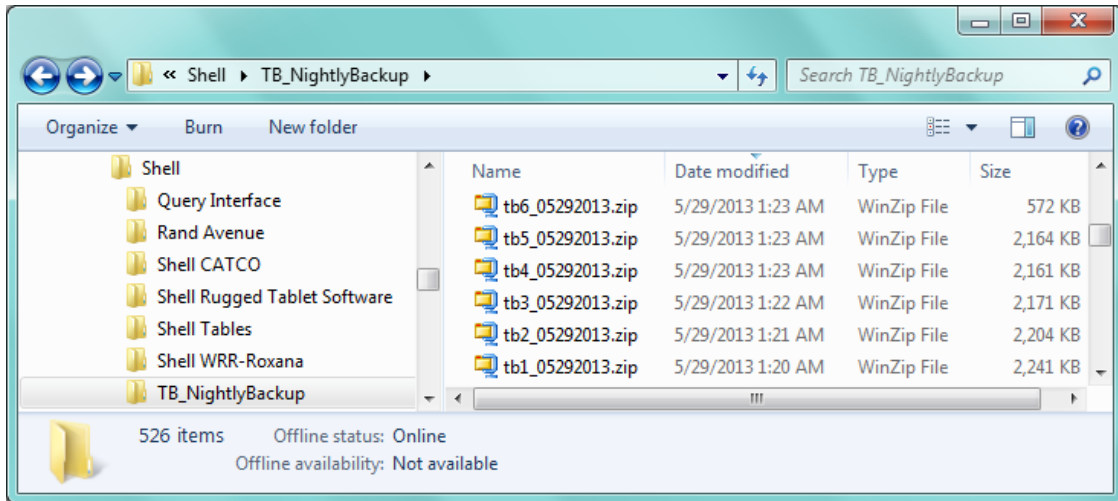 « Shell ▸ TB_NightlyBackup ▸ Search TB_NightlyBackup
Organize ▾ Burn New folder
Shell
Query Interface
Rand Avenue
Shell CATCO
Shell Rugged Tablet Software
Shell Tables
Shell WRR-Roxana
TB_NightlyBackup
Name Date modified Type Size
tb6_05292013.zip 5/29/2013 1:23 AM WinZip File 572 KB
tb5_05292013.zip 5/29/2013 1:23 AM WinZip File 2,164 KB
tb4_05292013.zip 5/29/2013 1:23 AM WinZip File 2,161 KB
tb3_05292013.zip 5/29/2013 1:22 AM WinZip File 2,171 KB
tb2_05292013.zip 5/29/2013 1:21 AM WinZip File 2,204 KB
tb1_05292013.zip 5/29/2013 1:20 AM WinZip File 2,241 KB
526 items Offline status: Online
Offline availability: Not available